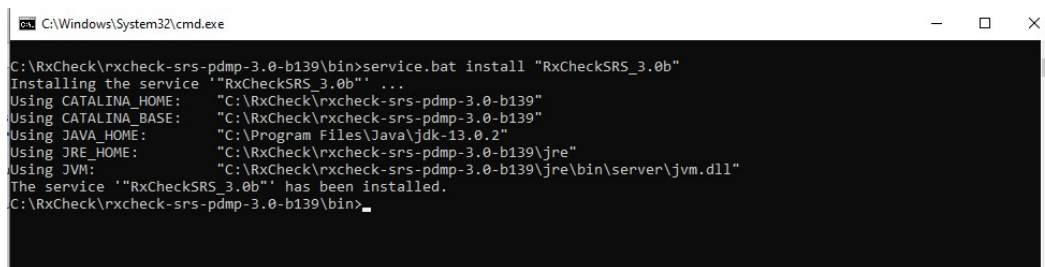 C:\Windows\System32\cmd.exe
C:\RxCheck\rxcheck-srs-pdmp-3.0-b139\bin>service.bat install "RxCheckSRS_3.0b"
Installing the service '"RxCheckSRS_3.0b"' ...
Using CATALINA_HOME:    "C:\RxCheck\rxcheck-srs-pdmp-3.0-b139"
Using CATALINA_BASE:    "C:\RxCheck\rxcheck-srs-pdmp-3.0-b139"
Using JAVA_HOME:        "C:\Program Files\Java\jdk-13.0.2"
Using JRE_HOME:         "C:\RxCheck\rxcheck-srs-pdmp-3.0-b139\jre"
Using JVM:              "C:\RxCheck\rxcheck-srs-pdmp-3.0-b139\jre\bin\server\jvm.dll"
The service '"RxCheckSRS_3.0b"' has been installed.
C:\RxCheck\rxcheck-srs-pdmp-3.0-b139\bin>